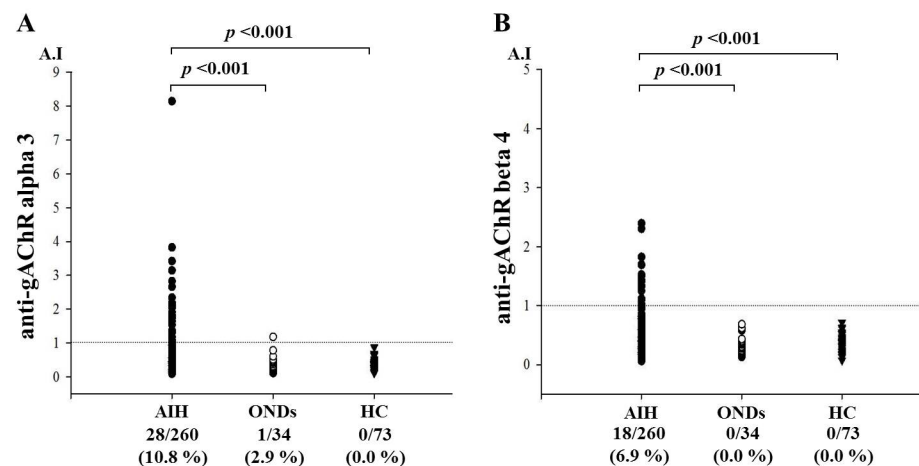 A
A.I
p <0.001
p <0.001
anti-gAChR alpha 3
9
8
7
6
5
4
3
2
1
0
AIH ONDs HC
28/260 1/34 0/73
(10.8 %) (2.9 %) (0.0 %)
B
A.I
p <0.001
p <0.001
anti-gAChR beta 4
5
4
3
2
1
0
AIH ONDs HC
18/260 0/34 0/73
(6.9 %) (0.0 %) (0.0 %)